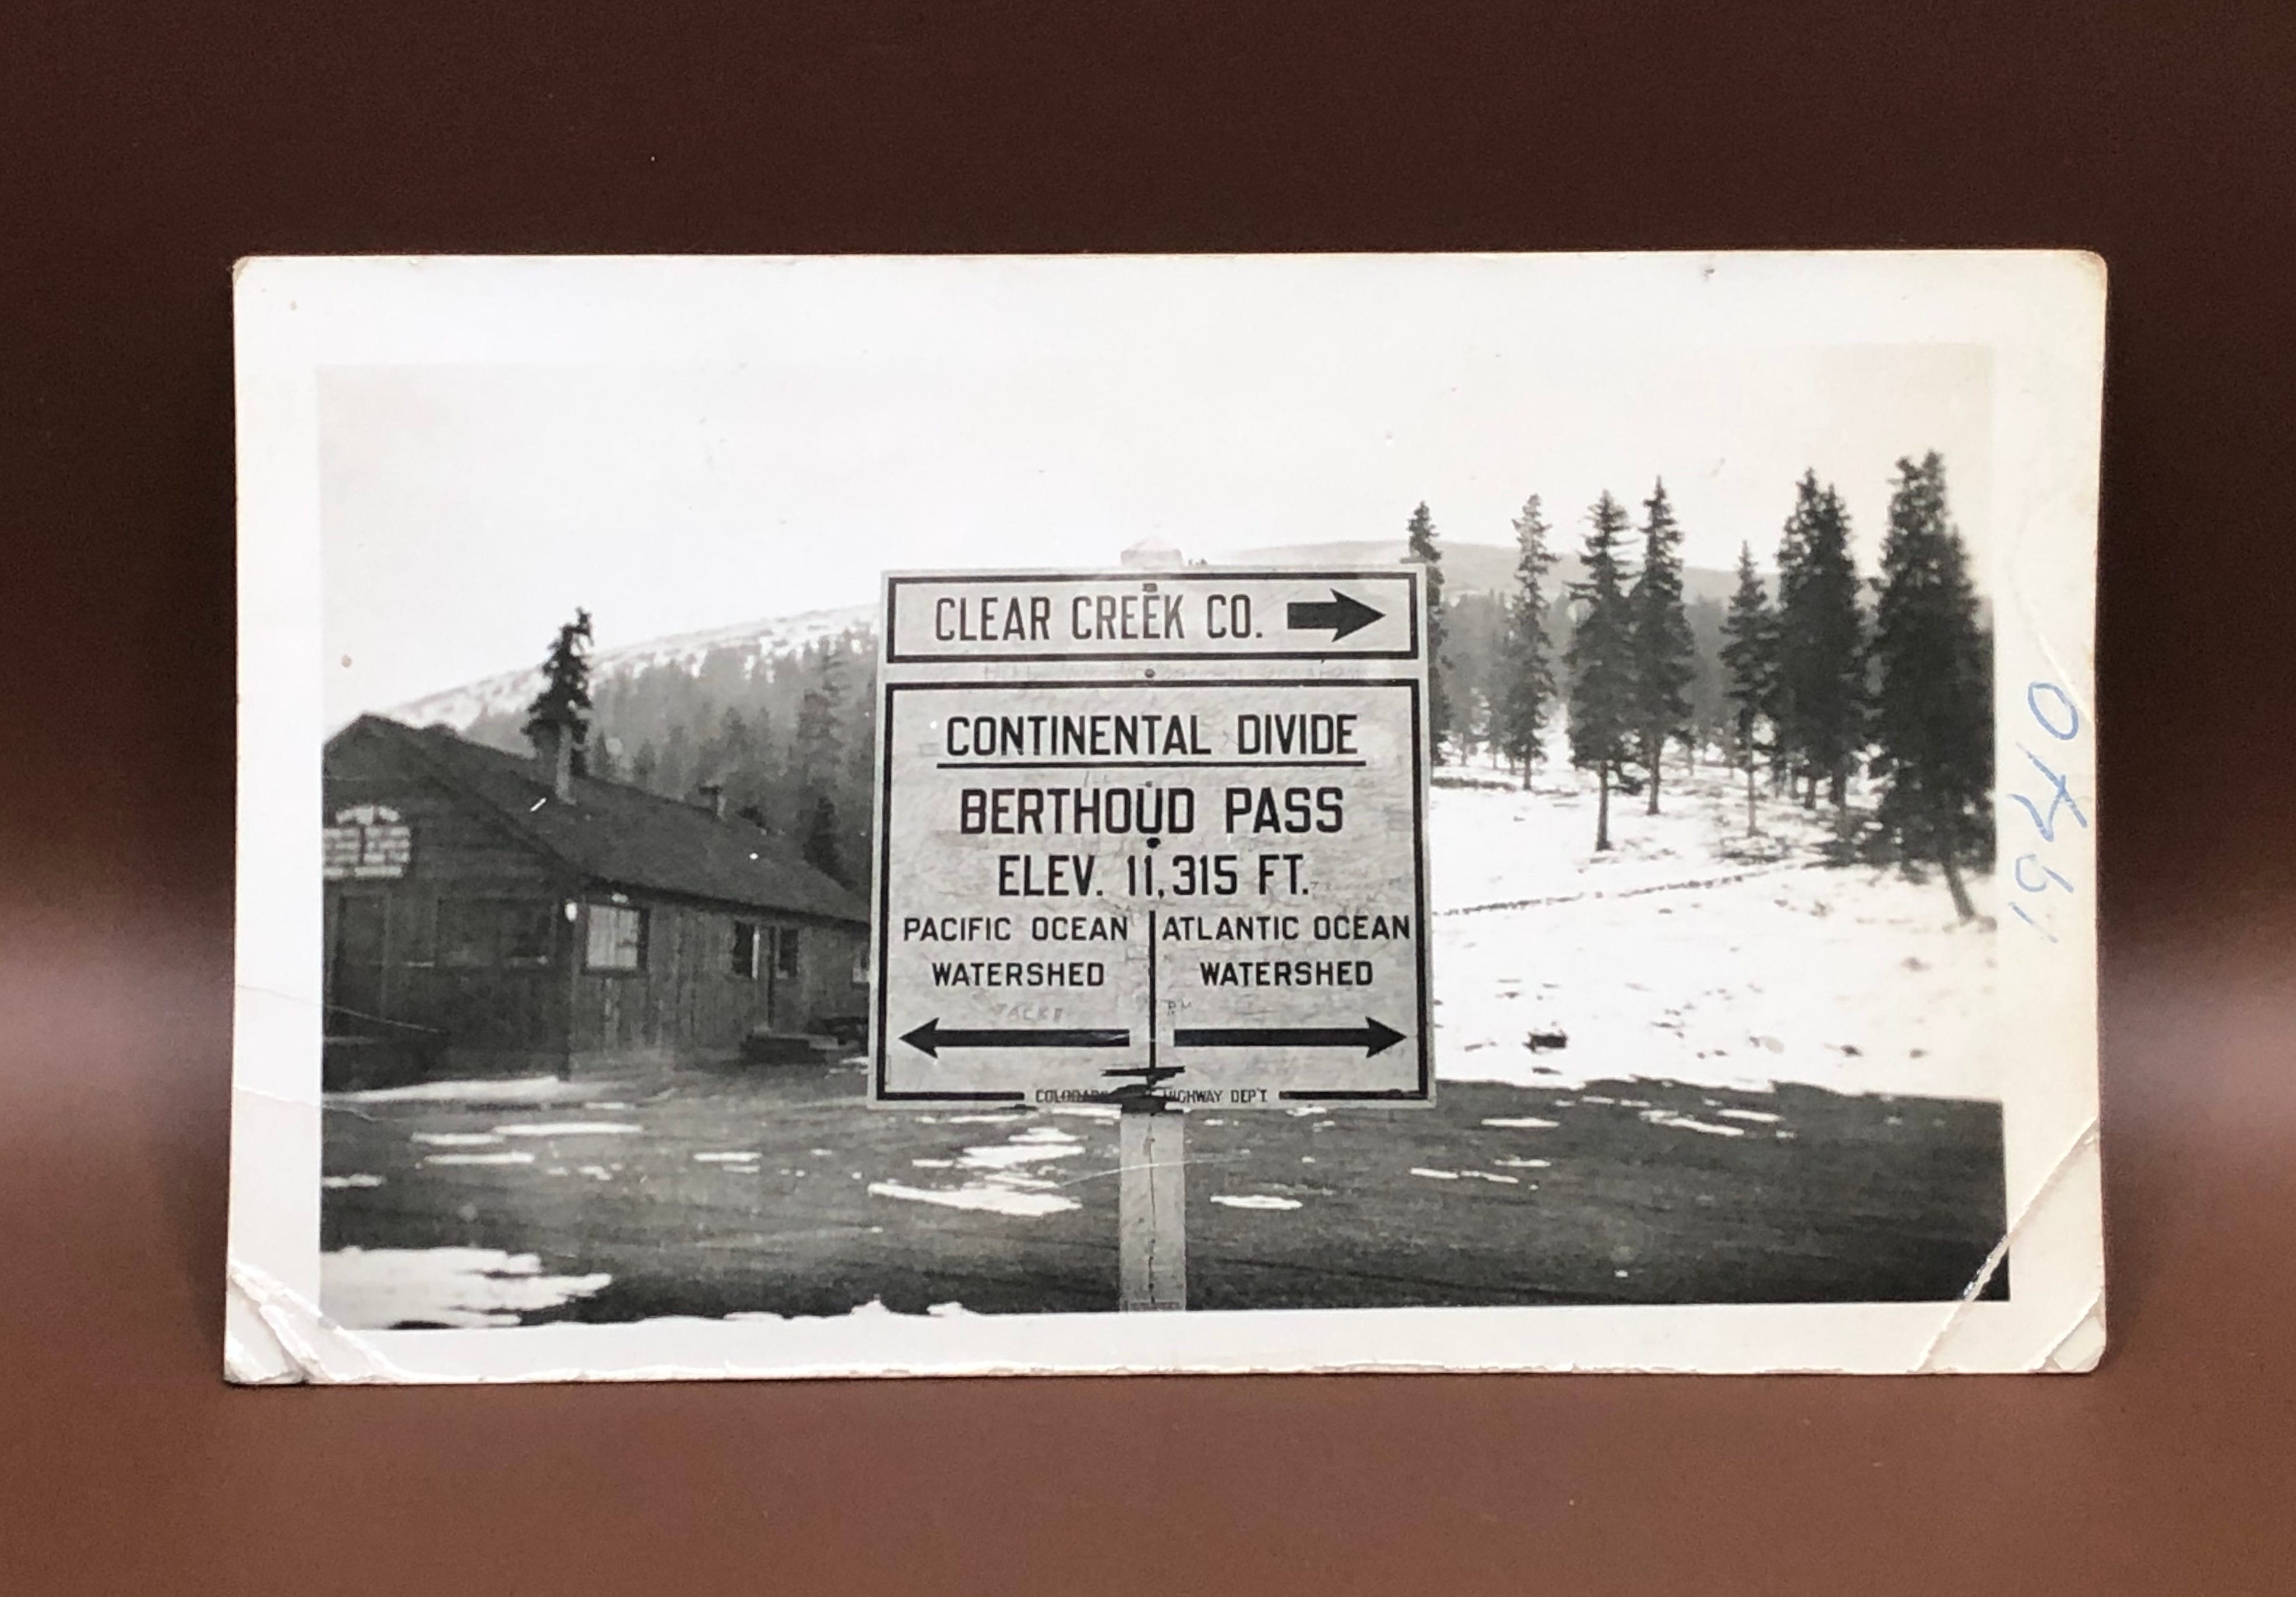 CLEAR CREEK CO.
CONTINENTAL DIVIDE
BERTHOUD PASS
ELEV. 11,315 FT.
PACIFIC OCEAN
WATERSHED
ATLANTIC OCEAN
WATERSHED
HIGHWAY DEP'T
1940